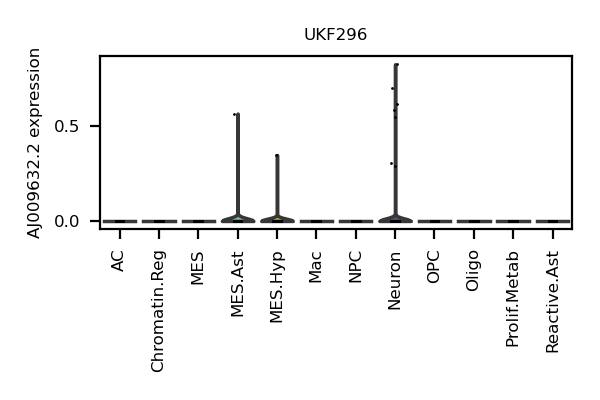 UKF296
AJ009632.2 expression
0.5
0.0
AC
Chromatin.Reg
MES
MES.Ast
MES.Hyp
Mac
NPC
Neuron
OPC
Oligo
Prolif.Metab
Reactive.Ast